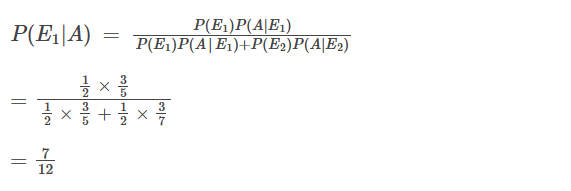 P(E₁|A) = P(E₁)P(A|E₁) / P(E₁)P(A|E₁)+P(E₂)P(A|E₂)
= 1/2 × 3/5 / 1/2 × 3/5 + 1/2 × 3/7
= 7/12